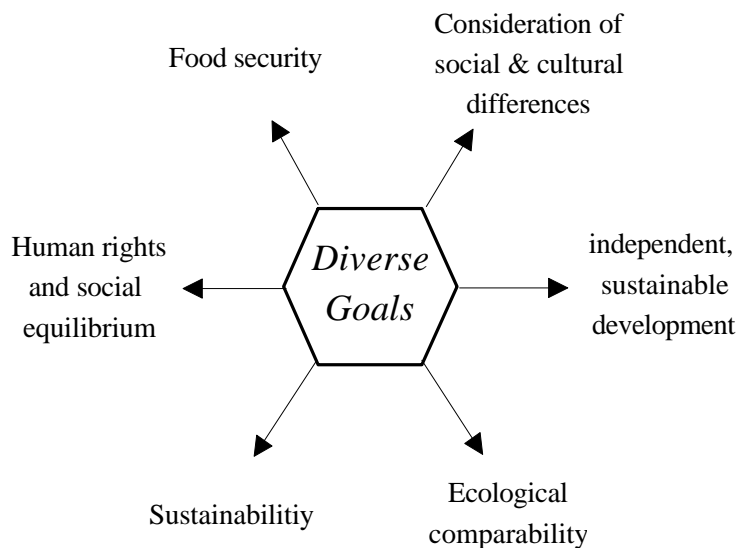 Food security
Consideration of
social & cultural
differences
Human rights
and social
equilibrium
Diverse
Goals
independent,
sustainable
development
Sustainabilitiy
Ecological
comparability